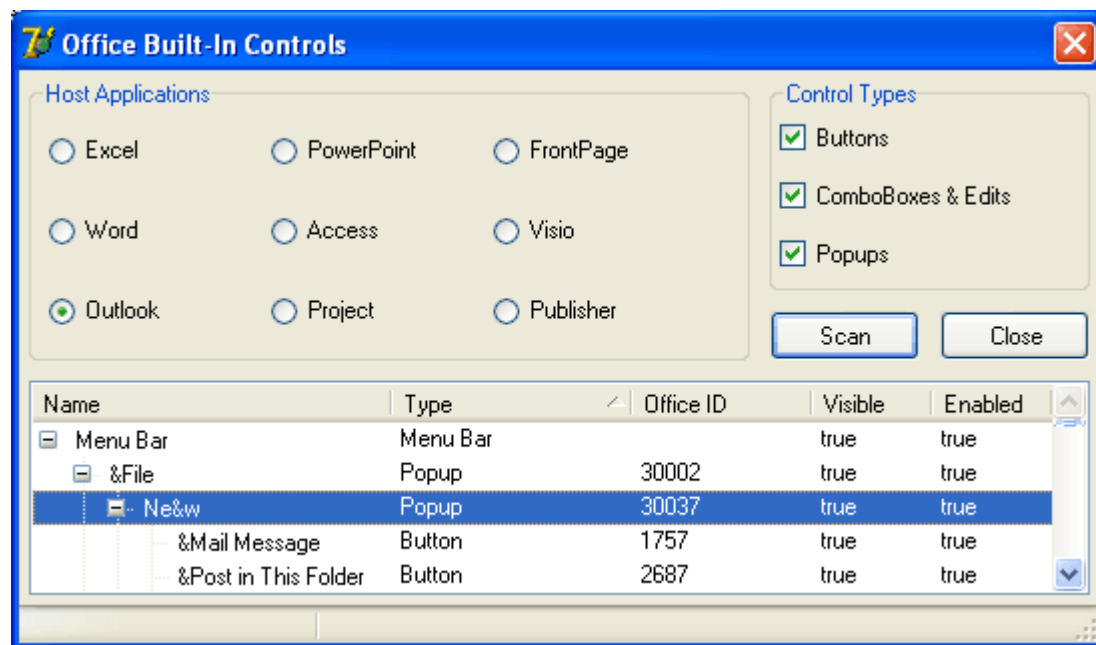 Office Built-In Controls
Host Applications
Control Types
Excel PowerPoint FrontPage
Buttons
ComboBoxes & Edits
Word Access Visio
Popups
Outlook Project Publisher
Scan Close
Name Type Office ID Visible Enabled
Menu Bar Menu Bar true true
&File Popup 30002 true true
Ne&w Popup 30037 true true
&Mail Message Button 1757 true true
&Post in This Folder Button 2687 true true